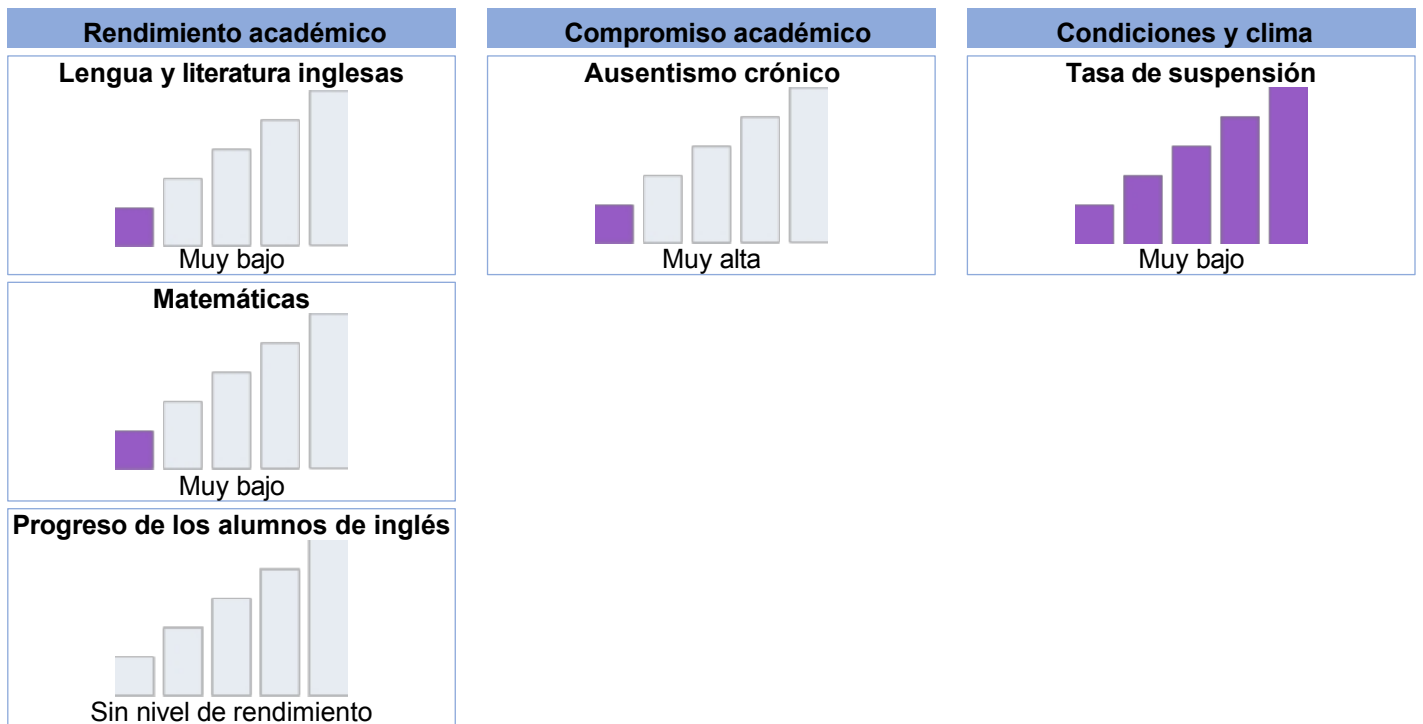 Rendimiento académico
Lengua y literatura inglesas
Muy bajo
Matemáticas
Muy bajo
Progreso de los alumnos de inglés
Sin nivel de rendimiento
Compromiso académico
Ausentismo crónico
Muy alta
Condiciones y clima
Tasa de suspensión
Muy bajo